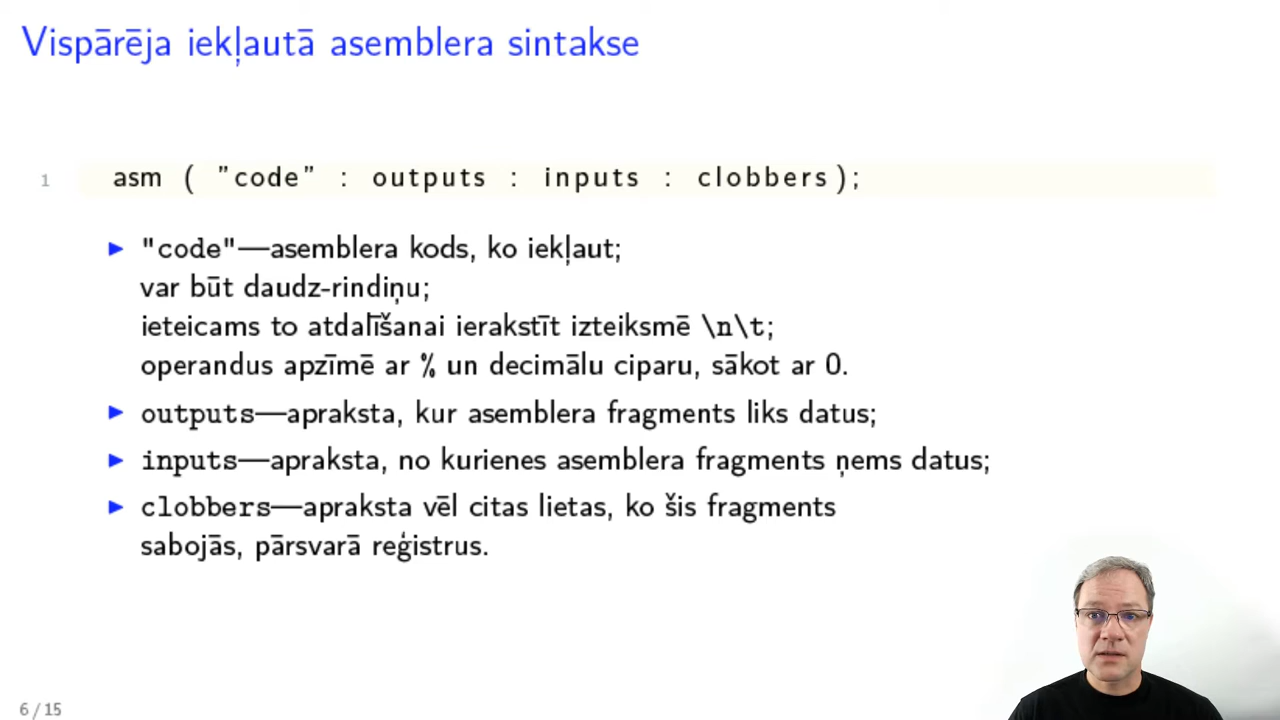 Vispārēja iekļautā asemblera sintakse
1 asm ( "code" : outputs : inputs : clobbers);
▶ "code"—asemblera kods, ko iekļaut;
var būt daudz-rindiņu;
ieteicams to atdalīšanai ierakstīt izteiksmē \n\t;
operandus apzīmē ar % un decimālu ciparu, sākot ar 0.
▶ outputs—apraksta, kur asemblera fragments liks datus;
▶ inputs—apraksta, no kurienes asemblera fragments ņems datus;
▶ clobbers—apraksta vēl citas lietas, ko šis fragments
sabojās, pārsvarā reģistrus.
6 / 15